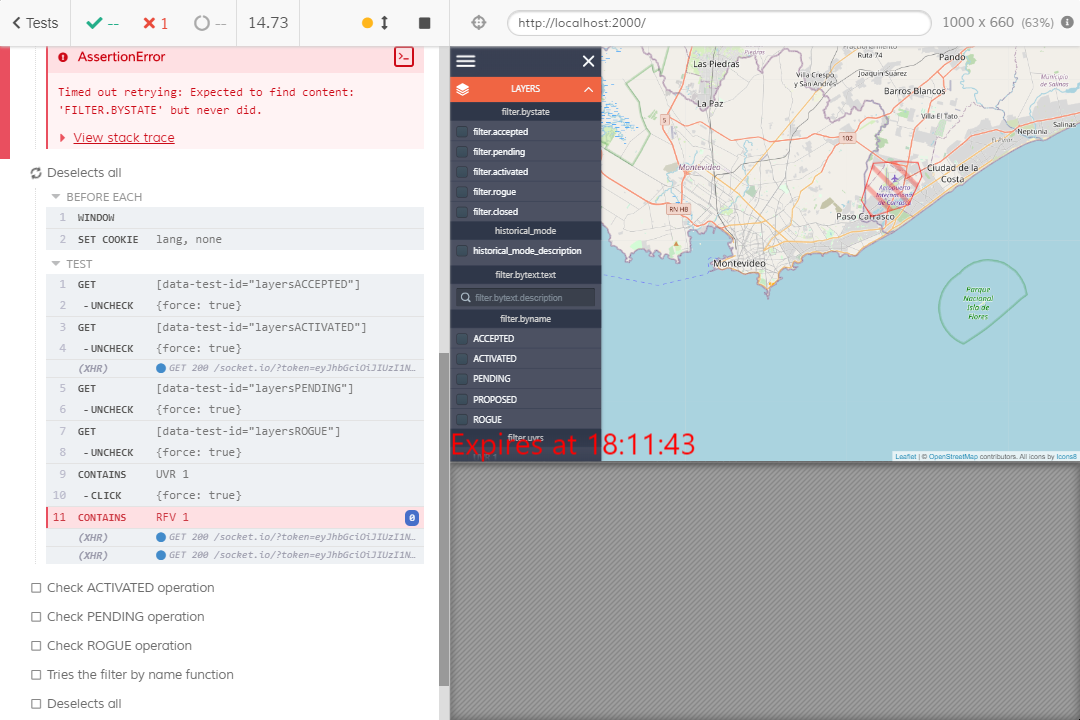 Tests
--
1
--
14.73
http://localhost:2000/
1000 x 660 (63%)
AssertionError
Timed out retrying: Expected to find content:
'FILTER.BYSTATE' but never did.
View stack trace
Deselects all
BEFORE EACH
1 WINDOW
2 SET COOKIE lang, none
TEST
1 GET [data-test-id="layersACCEPTED"]
2 - UNCHECK {force: true}
3 GET [data-test-id="layersACTIVATED"]
4 - UNCHECK {force: true}
(XHR) GET 200 /socket.io/?token=eyJhbGciOiJIUzI1N…
5 GET [data-test-id="layersPENDING"]
6 - UNCHECK {force: true}
7 GET [data-test-id="layersROGUE"]
8 - UNCHECK {force: true}
9 CONTAINS UVR 1
10 - CLICK {force: true}
11 CONTAINS RFV 1 0
(XHR) GET 200 /socket.io/?token=eyJhbGciOiJIUzI1N…
(XHR) GET 200 /socket.io/?token=eyJhbGciOiJIUzI1N…
Check ACTIVATED operation
Check PENDING operation
Check ROGUE operation
Tries the filter by name function
Deselects all
LAYERS
filter.bystate
filter.accepted
filter.pending
filter.activated
filter.rogue
filter.closed
historical_mode
historical_mode_description
filter.bytext.text
filter.bytext.description
filter.byname
ACCEPTED
ACTIVATED
PENDING
PROPOSED
ROGUE
filter.uvrs
Expires at 18:11:43
Piedras
Las Piedras
Villa Crespo
y San Andrés
Ruta 74
Joaquín Suárez
Pando
Barros Blancos
Municipio
de Salinas
La Paz
Villa El Tato
Salinas
Neptunia
5
102
Montevideo
Ciudad de la
Costa
Aeropuerto
Internacional
de Carrasco
Paso Carrasco
RN H8
Montevideo
Parque
Nacional
Isla de
Flores
Leaflet | © OpenStreetMap contributors. All icons by Icons8